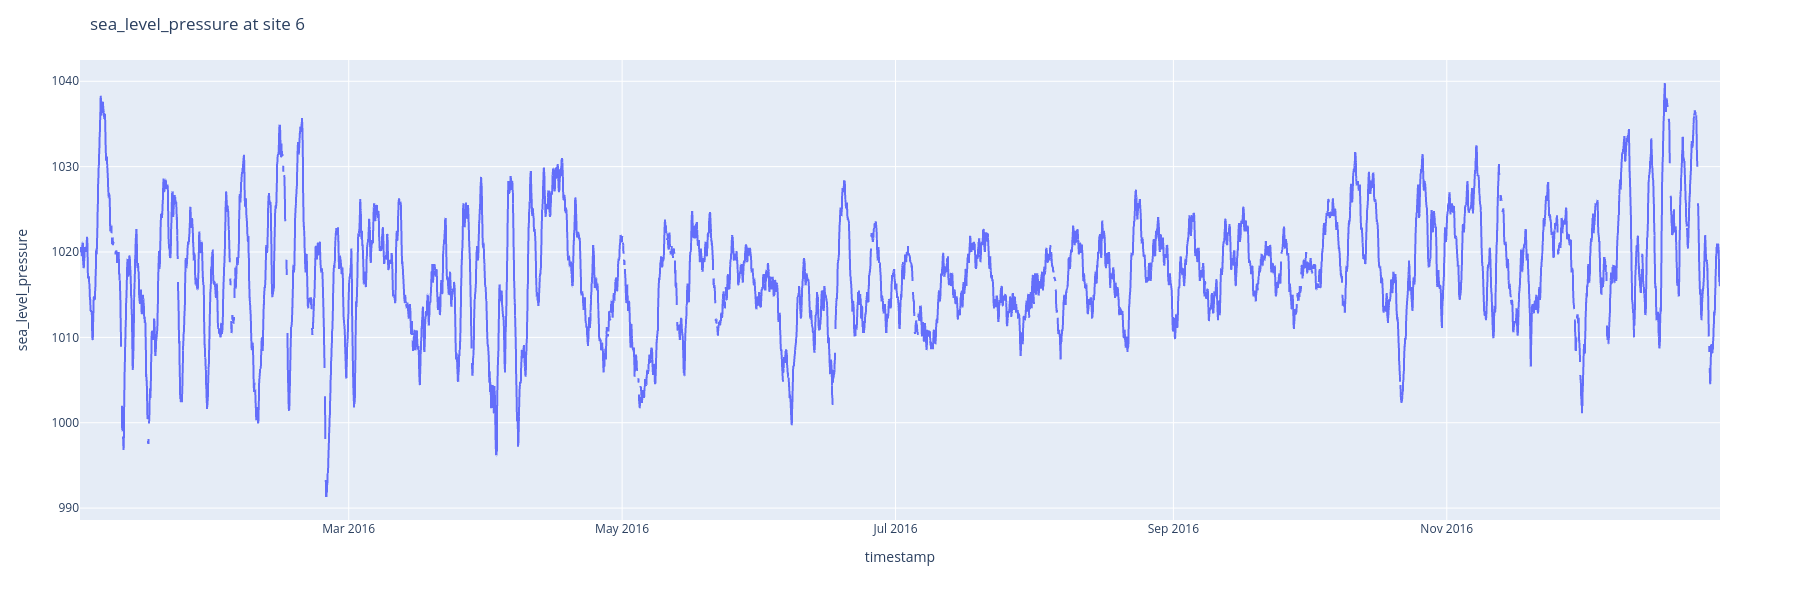 sea_level_pressure at site 6
1040
1030
1020
1010
1000
990
sea_level_pressure
Mar 2016
May 2016
Jul 2016
Sep 2016
Nov 2016
timestamp